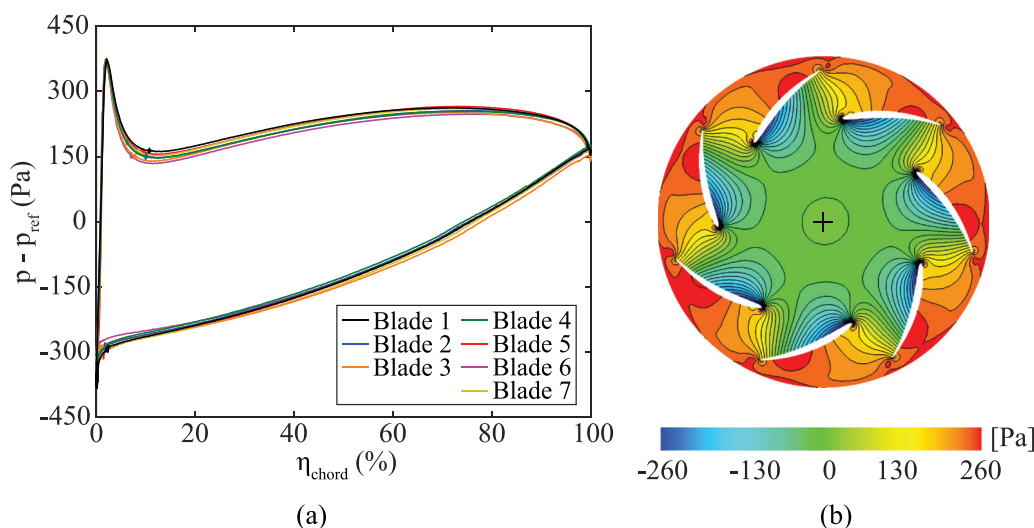 450
300
150
0
-150
-300
-450
p - p_ref (Pa)
Blade 1
Blade 2
Blade 3
Blade 4
Blade 5
Blade 6
Blade 7
0 20 40 60 80 100
η_chord (%)
(a)
[Pa]
-260 -130 0 130 260
(b)